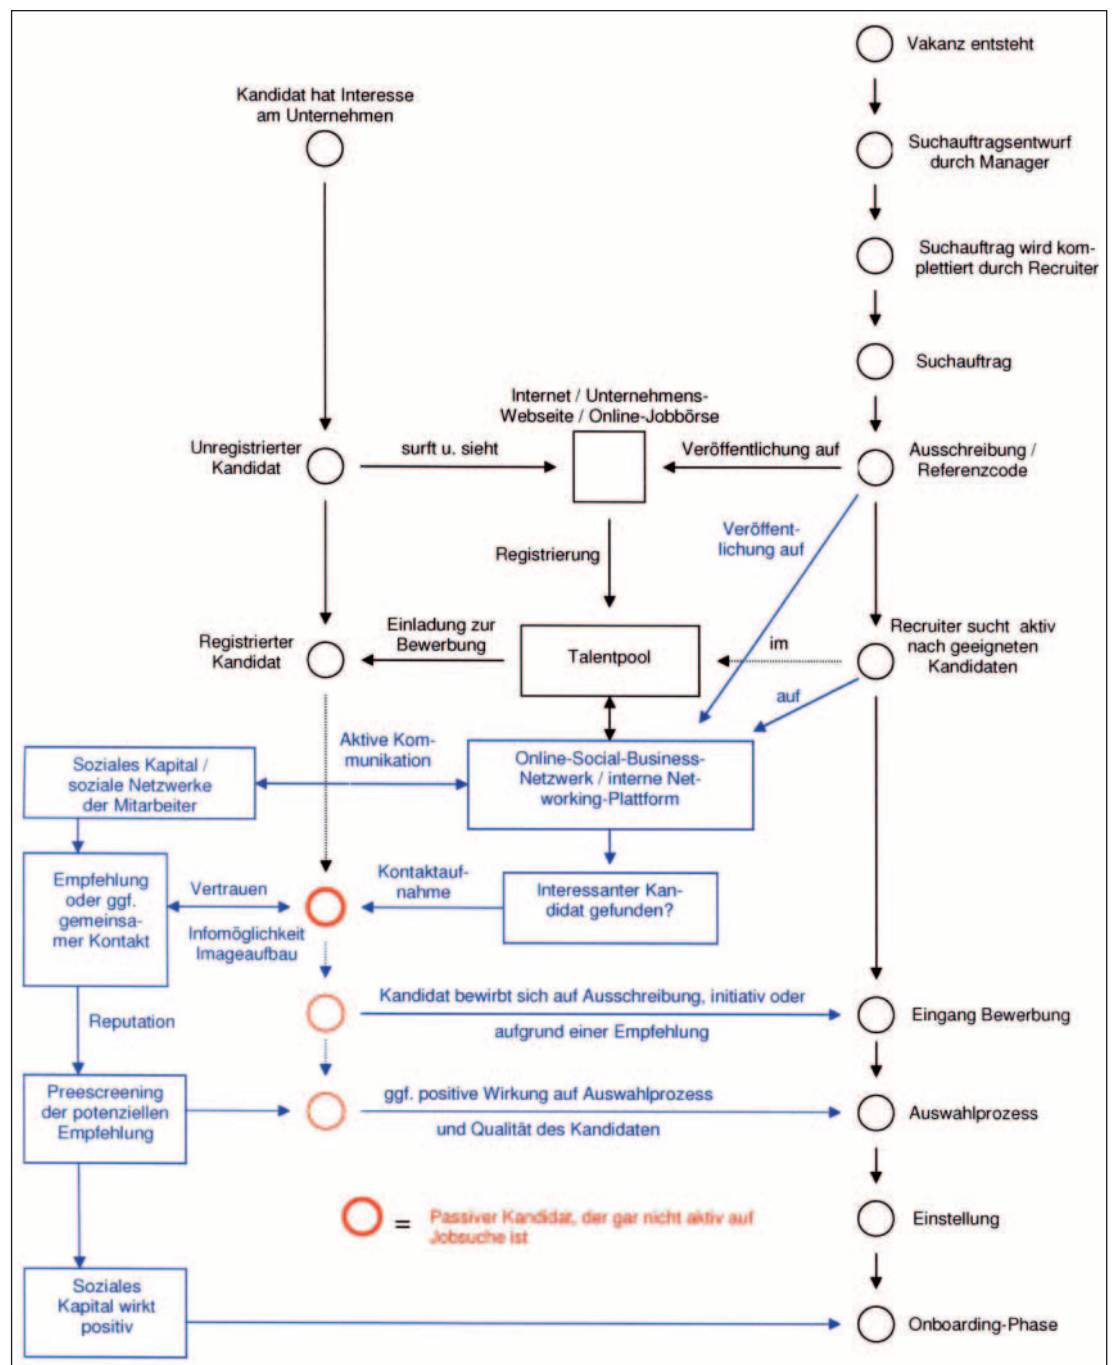 Vakanz entsteht
Kandidat hat Interesse
am Unternehmen
Suchauftragsentwurf
durch Manager
Suchauftrag wird kom-
plettiert durch Recruiter
Suchauftrag
Internet / Unternehmens-
Webseite / Online-Jobbörse
Unregistrierter
Kandidat
surft u. sieht
Veröffentlichung auf
Ausschreibung /
Referenzcode
Veröffent-
lichung auf
Registrierung
Registrierter
Kandidat
Einladung zur
Bewerbung
Talentpool
im
Recruiter sucht aktiv
nach geeigneten
Kandidaten
auf
Aktive Kom-
munikation
Soziales Kapital /
soziale Netzwerke
der Mitarbeiter
Online-Social-Business-
Netzwerk / interne Net-
working-Plattform
Empfehlung
oder ggf.
gemeinsa-
mer Kontakt
Vertrauen
Infomöglichkeit
Imageaufbau
Kontaktauf-
nahme
Interessanter Kan-
didat gefunden?
Kandidat bewirbt sich auf Ausschreibung, initiativ oder
aufgrund einer Empfehlung
Eingang Bewerbung
Reputation
Preescreening
der potenziellen
Empfehlung
ggf. positive Wirkung auf Auswahlprozess
und Qualität des Kandidaten
Auswahlprozess
= Passiver Kandidat, der gar nicht aktiv auf
Jobsuche ist
Einstellung
Soziales
Kapital wirkt
positiv
Onboarding-Phase